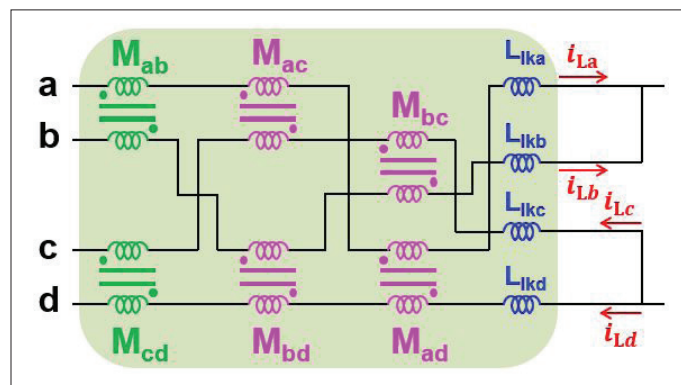 M_ab M_ac L_lka i_La
a
M_bc
b L_lkb
i_Lb i_Lc
L_lkc
c
L_lkd
d
i_Ld
M_cd M_bd M_ad